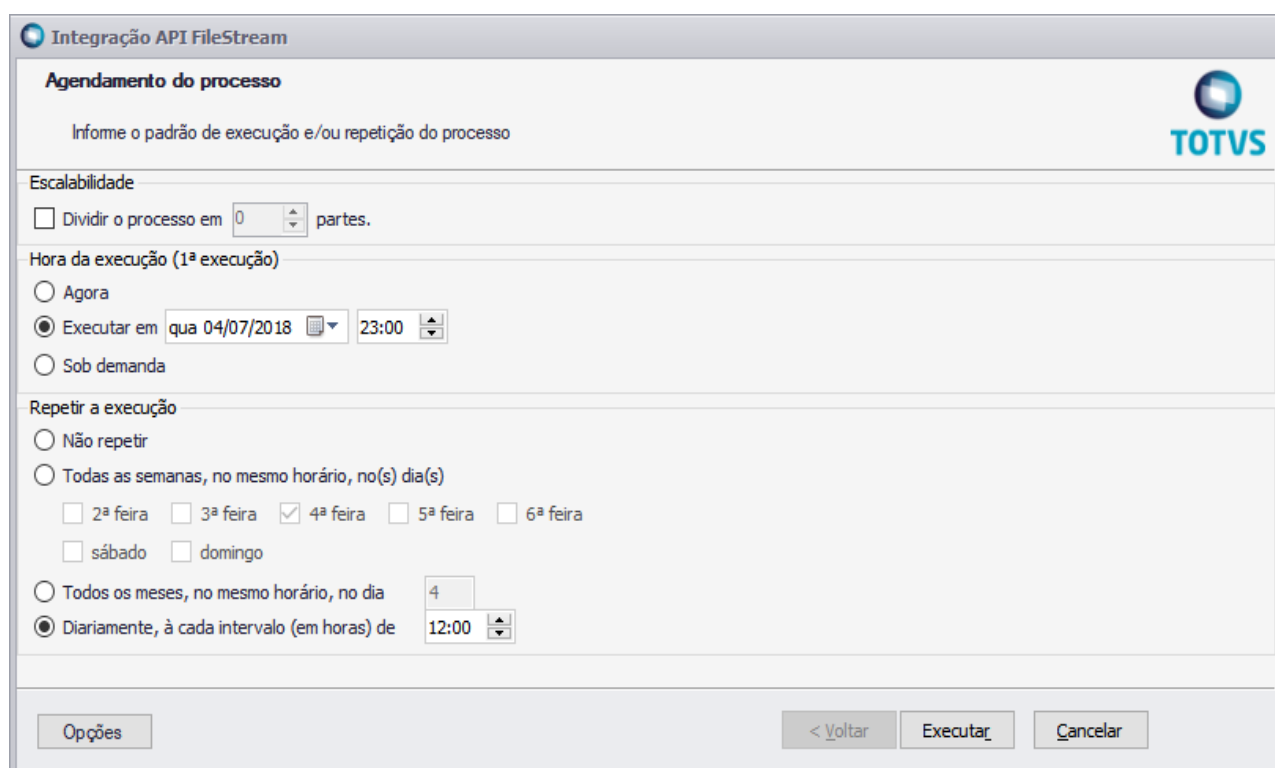 Integração API FileStream
Agendamento do processo
Informe o padrão de execução e/ou repetição do processo
TOTVS
Escalabilidade
Dividir o processo em 0 partes.
Hora da execução (1ª execução)
Agora
Executar em qua 04/07/2018 23:00
Sob demanda
Repetir a execução
Não repetir
Todas as semanas, no mesmo horário, no(s) dia(s)
2ª feira 3ª feira 4ª feira 5ª feira 6ª feira
sábado domingo
Todos os meses, no mesmo horário, no dia 4
Diariamente, à cada intervalo (em horas) de 12:00
Opções < Voltar Executar Cancelar